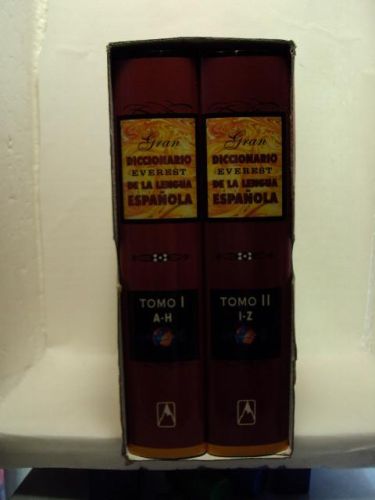 Gran
DICCIONARIO
EVEREST
DE LA LENGUA
ESPAÑOLA
TOMO I
A-H
Gran
DICCIONARIO
EVEREST
DE LA LENGUA
ESPAÑOLA
TOMO II
I-Z